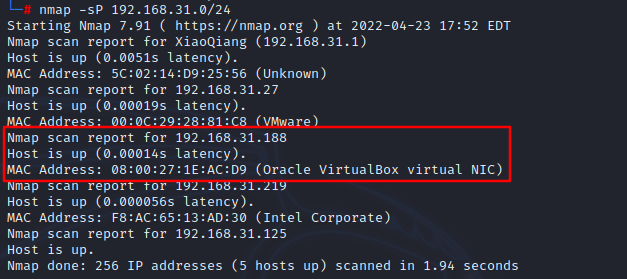 └─# nmap -sP 192.168.31.0/24
Starting Nmap 7.91 ( https://nmap.org ) at 2022-04-23 17:52 EDT
Nmap scan report for XiaoQiang (192.168.31.1)
Host is up (0.0051s latency).
MAC Address: 5C:02:14:D9:25:56 (Unknown)
Nmap scan report for 192.168.31.27
Host is up (0.00019s latency).
MAC Address: 00:0C:29:28:81:C8 (VMware)
Nmap scan report for 192.168.31.188
Host is up (0.00014s latency).
MAC Address: 08:00:27:1E:AC:D9 (Oracle VirtualBox virtual NIC)
Nmap scan report for 192.168.31.219
Host is up (0.000056s latency).
MAC Address: F8:AC:65:13:AD:30 (Intel Corporate)
Nmap scan report for 192.168.31.125
Host is up.
Nmap done: 256 IP addresses (5 hosts up) scanned in 1.94 seconds